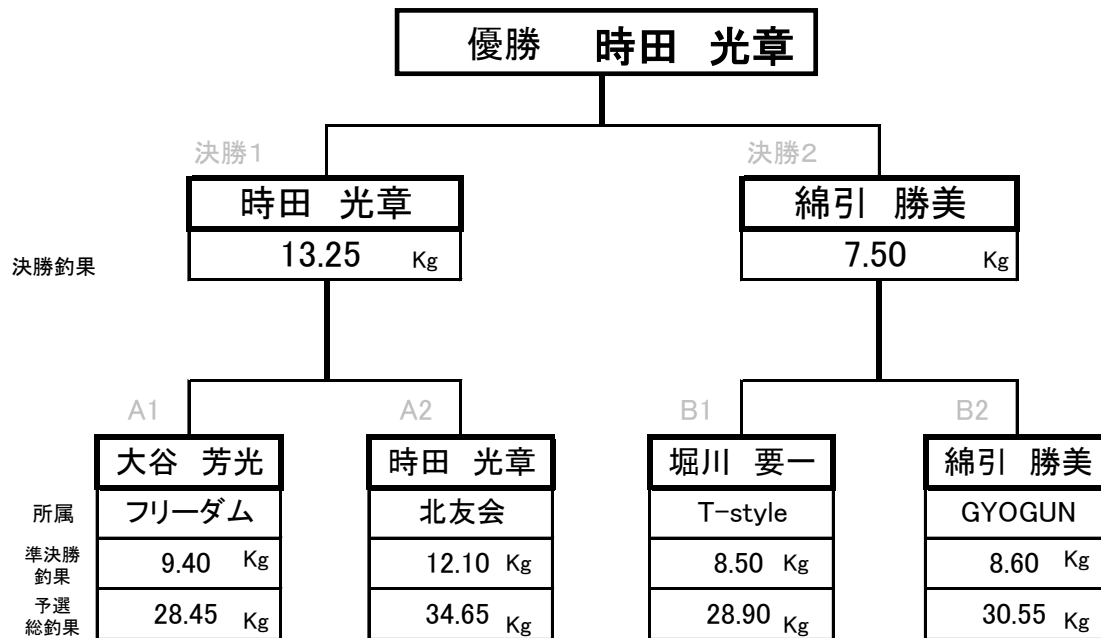 優勝 時田 光章
決勝1 決勝2
時田 光章 綿引 勝美
決勝釣果 13.25 Kg 7.50 Kg
A1 A2 B1 B2
大谷 芳光 時田 光章 堀川 要一 綿引 勝美
所属 フリーダム 北友会 T-style GYOGUN
準決勝
釣果 9.40 Kg 12.10 Kg 8.50 Kg 8.60 Kg
予選
総釣果 28.45 Kg 34.65 Kg 28.90 Kg 30.55 Kg